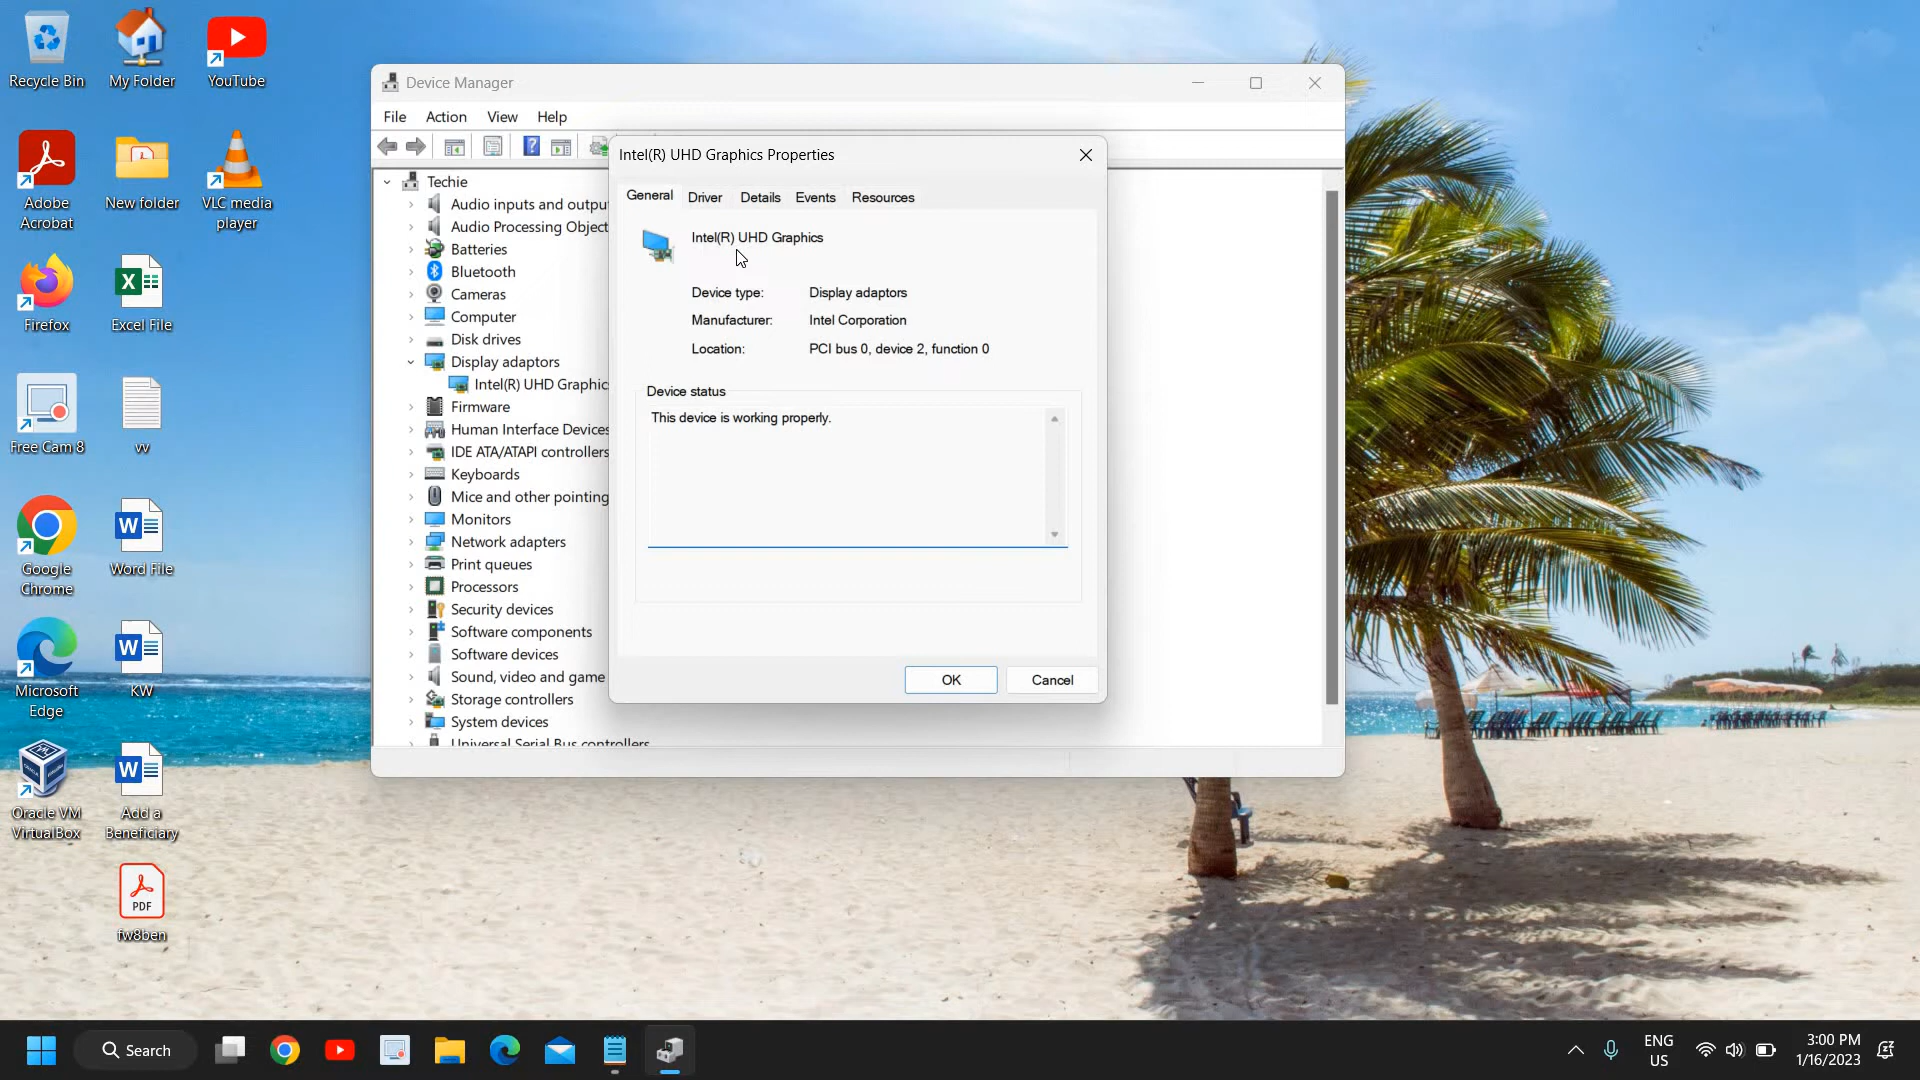 Recycle Bin
My Folder
YouTube
Adobe
Acrobat
New folder
VLC media
player
Firefox
Excel File
Free Cam 8
vv
Google
Chrome
Word File
Microsoft
Edge
KW
Oracle VM
VirtualBox
Add a
Beneficiary
PDF
fw8ben
Device Manager
File Action View Help
Techie
Audio inputs and outpu
Audio Processing Object
Batteries
Bluetooth
Cameras
Computer
Disk drives
Display adaptors
Intel(R) UHD Graphics
Firmware
Human Interface Devices
IDE ATA/ATAPI controllers
Keyboards
Mice and other pointing
Monitors
Network adapters
Print queues
Processors
Security devices
Software components
Software devices
Sound, video and game
Storage controllers
System devices
Universal Serial Bus controllers
Intel(R) UHD Graphics Properties
General Driver Details Events Resources
Intel(R) UHD Graphics
Device type: Display adaptors
Manufacturer: Intel Corporation
Location: PCI bus 0, device 2, function 0
Device status
This device is working properly.
OK Cancel
Search
ENG
US
3:00 PM
1/16/2023